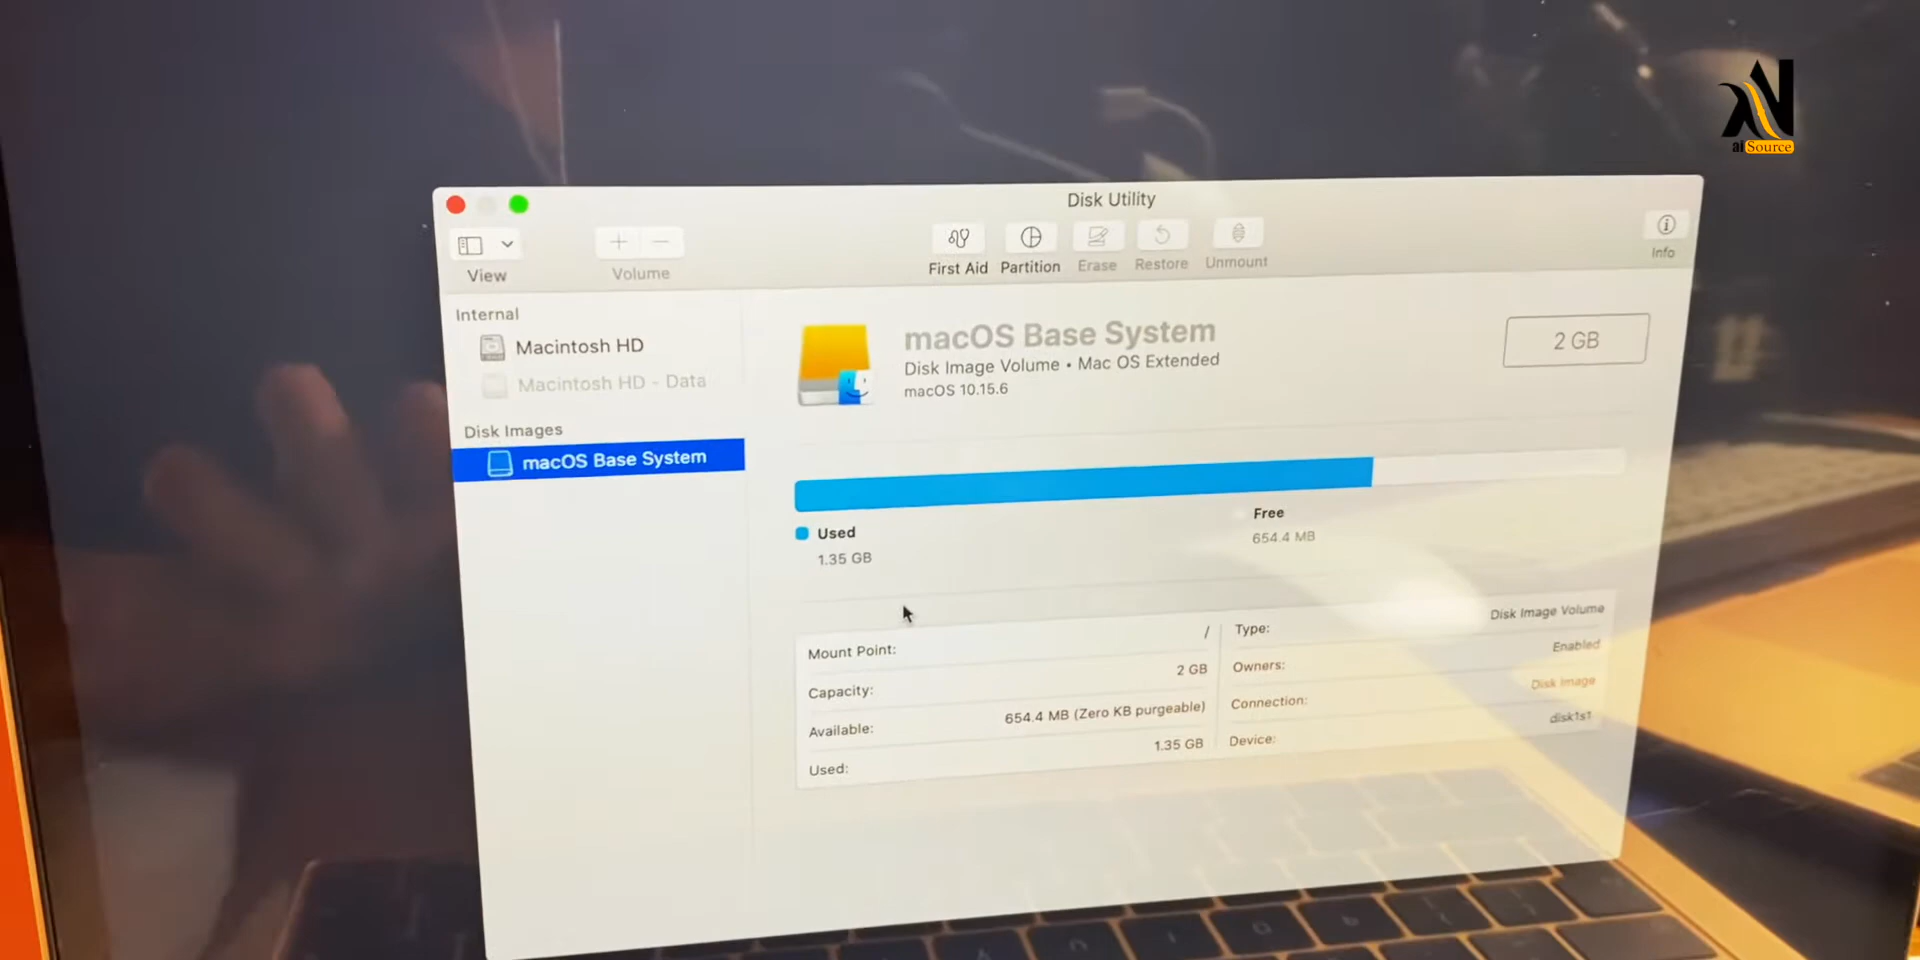 al Source
Disk Utility
View
Volume
First Aid
Partition
Erase
Restore
Unmount
Info
Internal
Macintosh HD
Macintosh HD - Data
Disk Images
macOS Base System
macOS Base System
Disk Image Volume • Mac OS Extended
macOS 10.15.6
2 GB
Used
1.35 GB
Free
654.4 MB
Mount Point: /
Capacity: 2 GB
Available: 654.4 MB (Zero KB purgeable)
Used: 1.35 GB
Type: Disk Image Volume
Owners: Enabled
Connection: Disk Image
Device: disk1s1